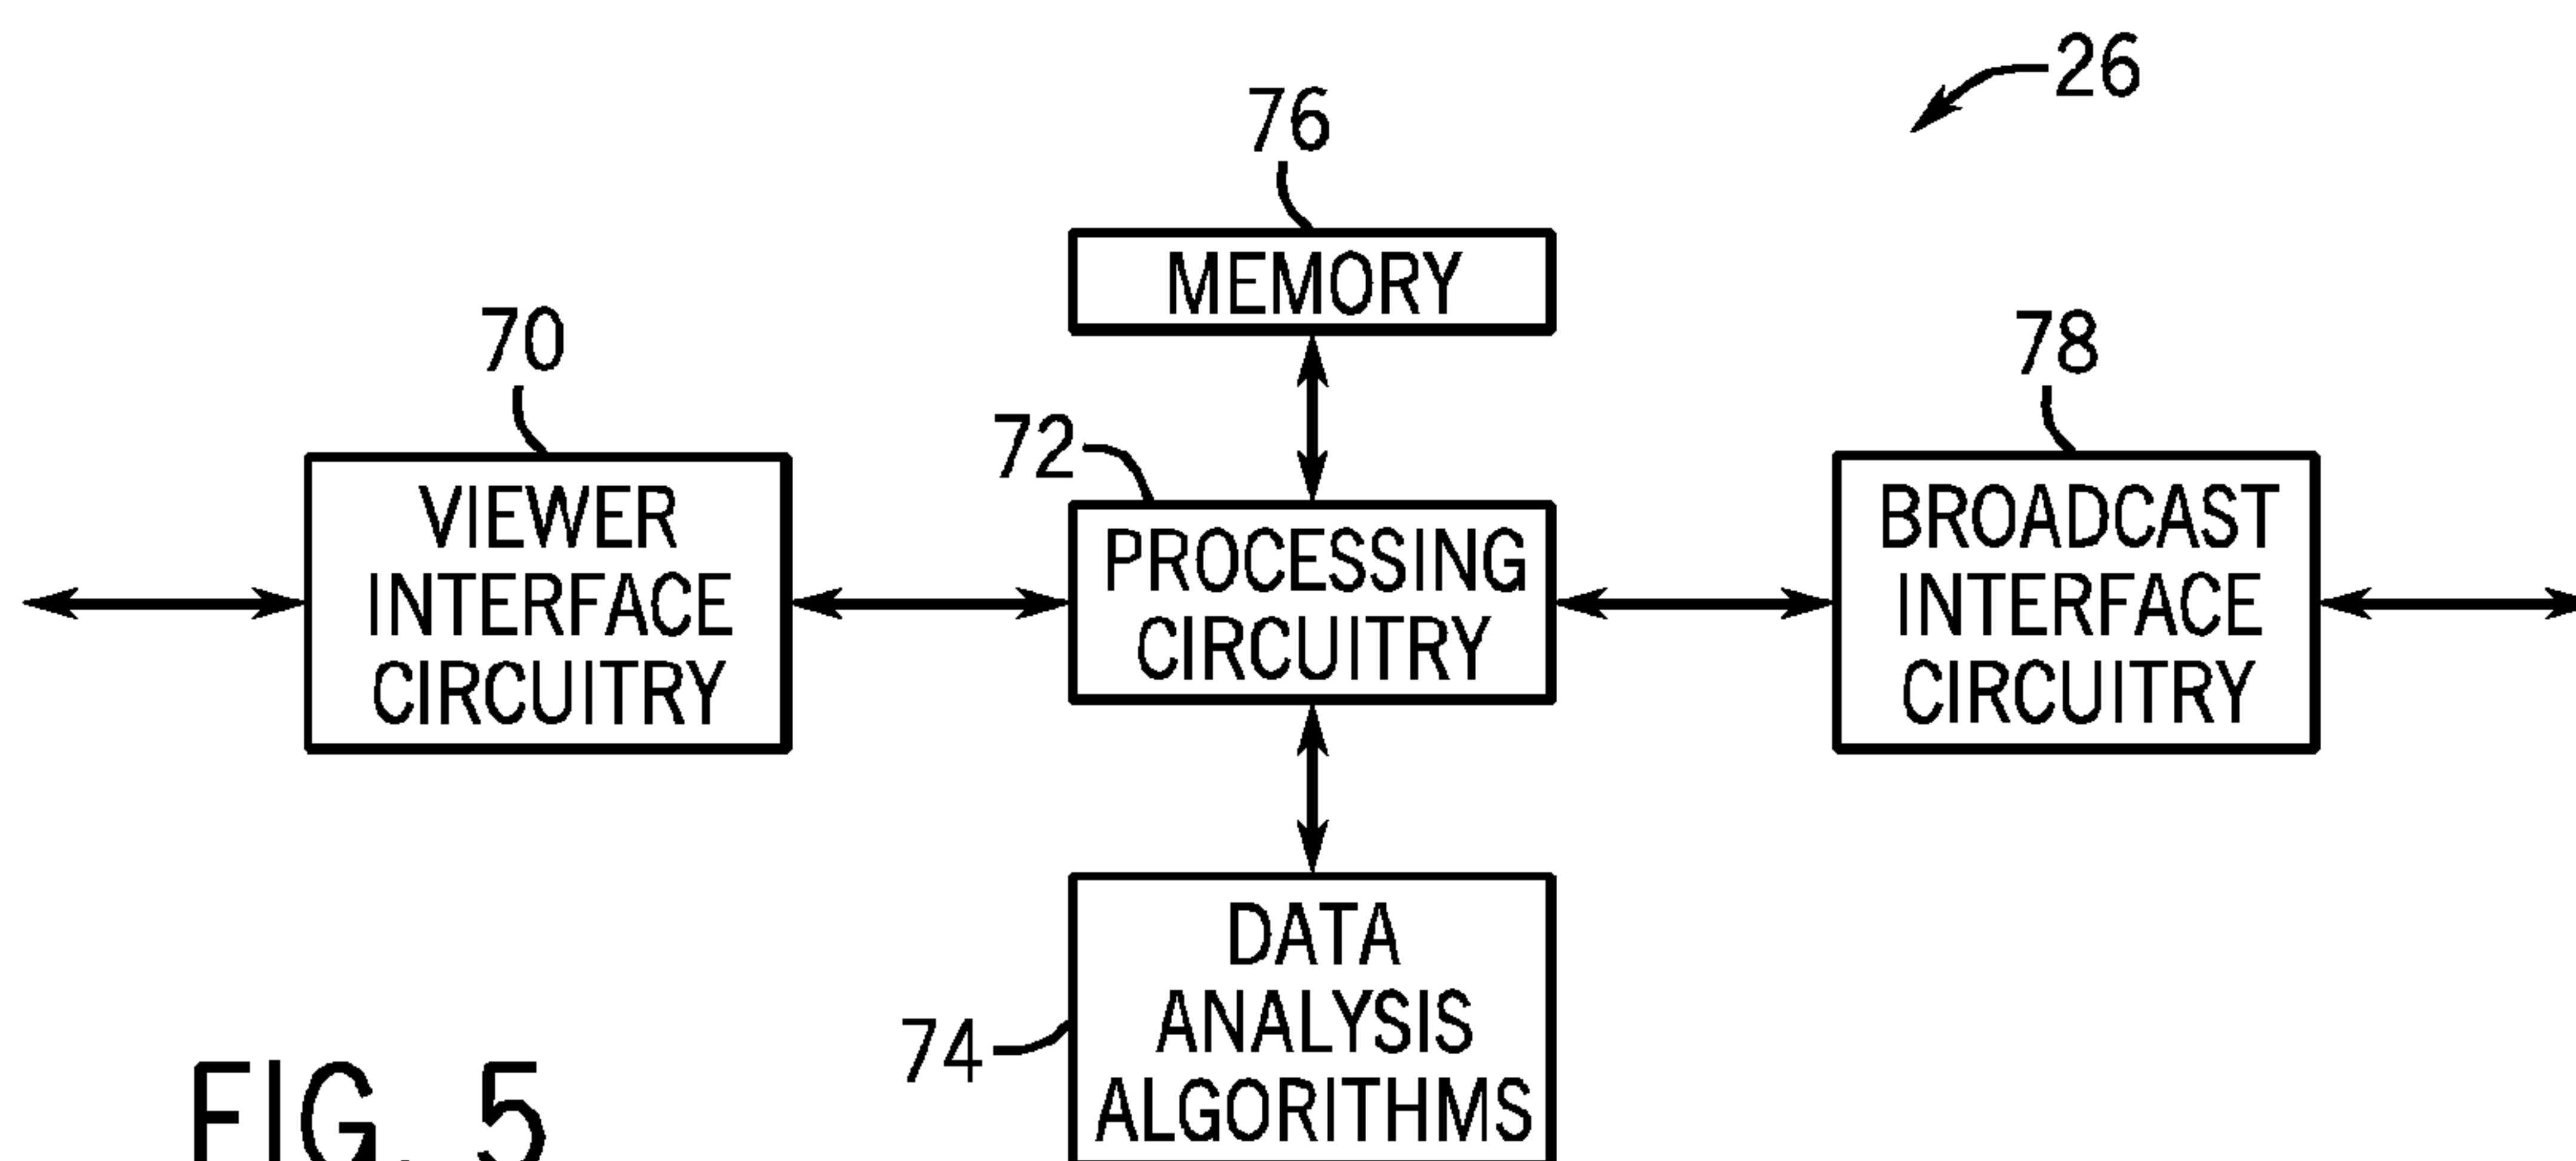 26
76
MEMORY
70
78
72
VIEWER
INTERFACE
CIRCUITRY
PROCESSING
CIRCUITRY
BROADCAST
INTERFACE
CIRCUITRY
DATA
ANALYSIS
ALGORITHMS
74
FIG. 5